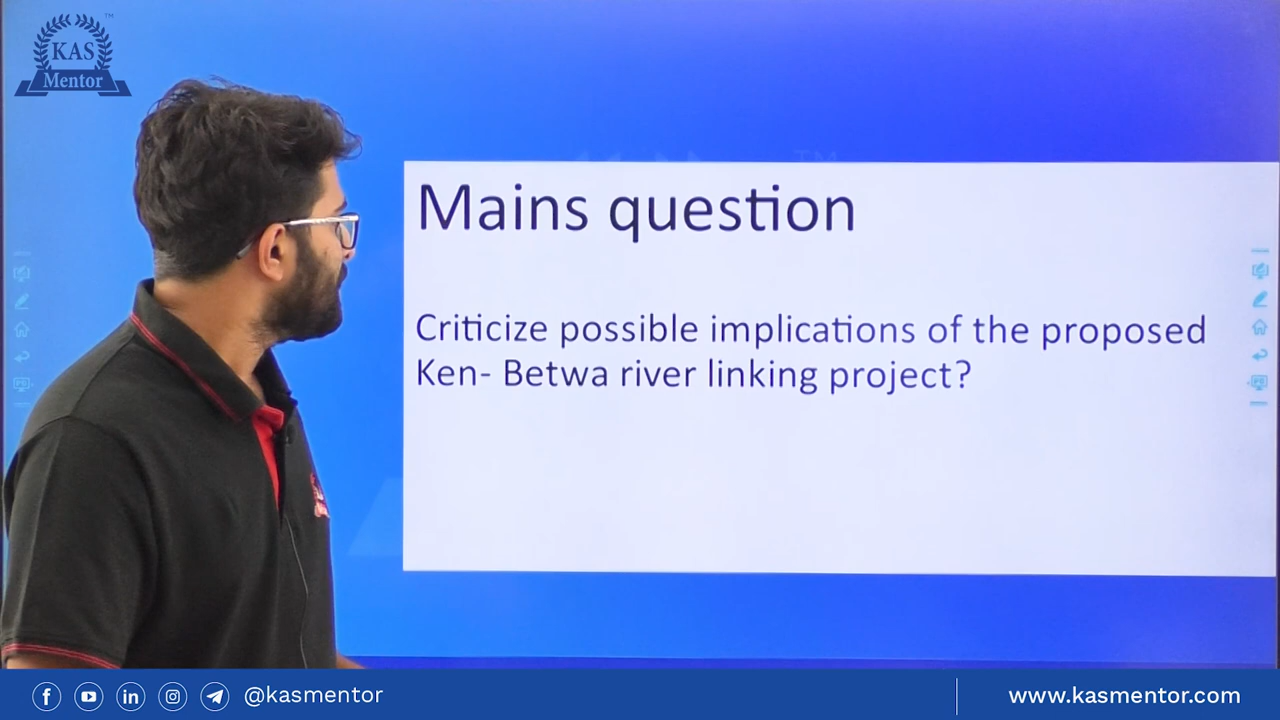 KAS
Mentor
TM
Mains question
Criticize possible implications of the proposed
Ken- Betwa river linking project?
@kasmentor
www.kasmentor.com